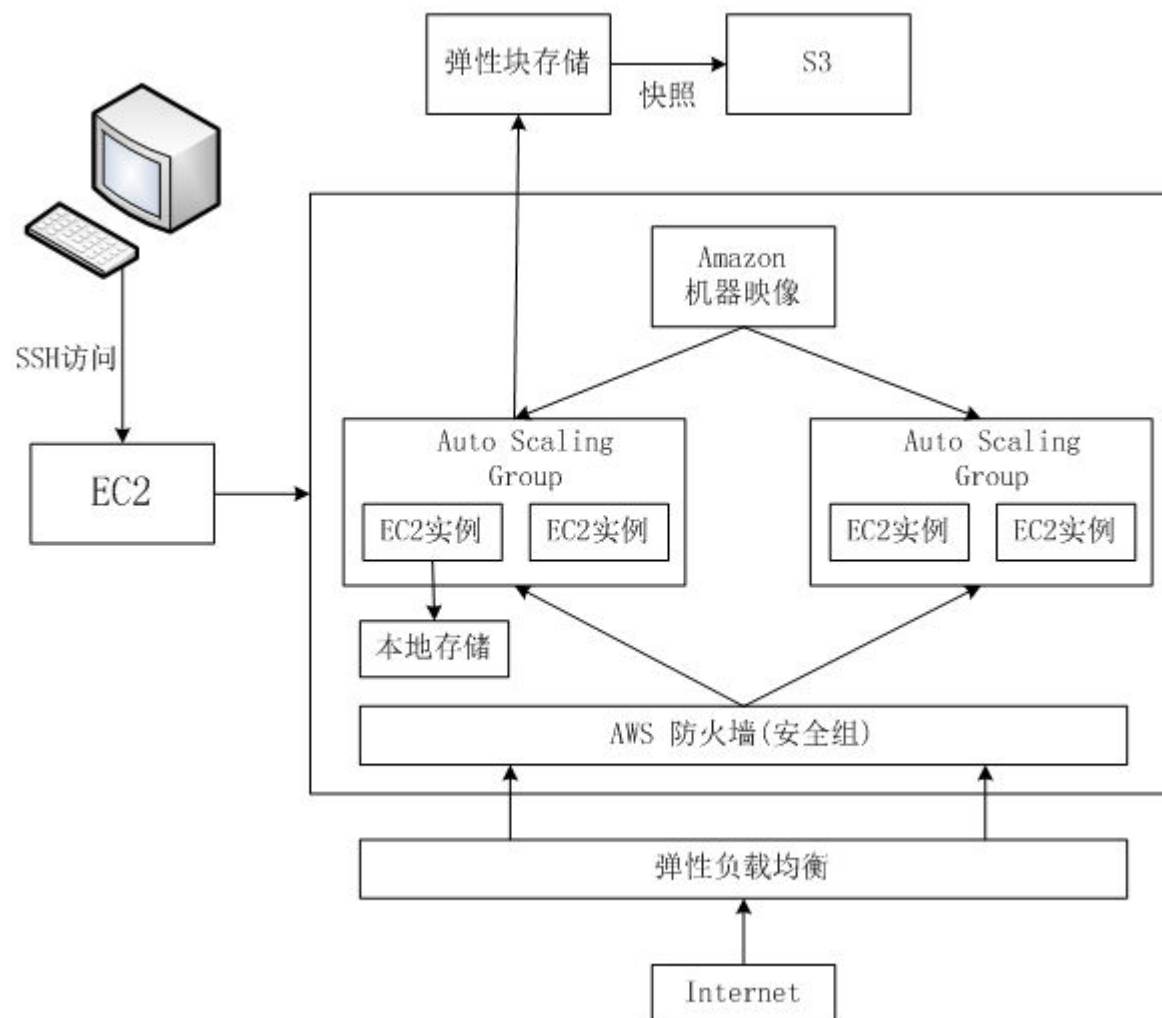 弹性块存储
S3
快照
Amazon
机器映像
SSH访问
EC2
Auto Scaling
Group
EC2实例
EC2实例
Auto Scaling
Group
EC2实例
EC2实例
本地存储
AWS 防火墙(安全组)
弹性负载均衡
Internet